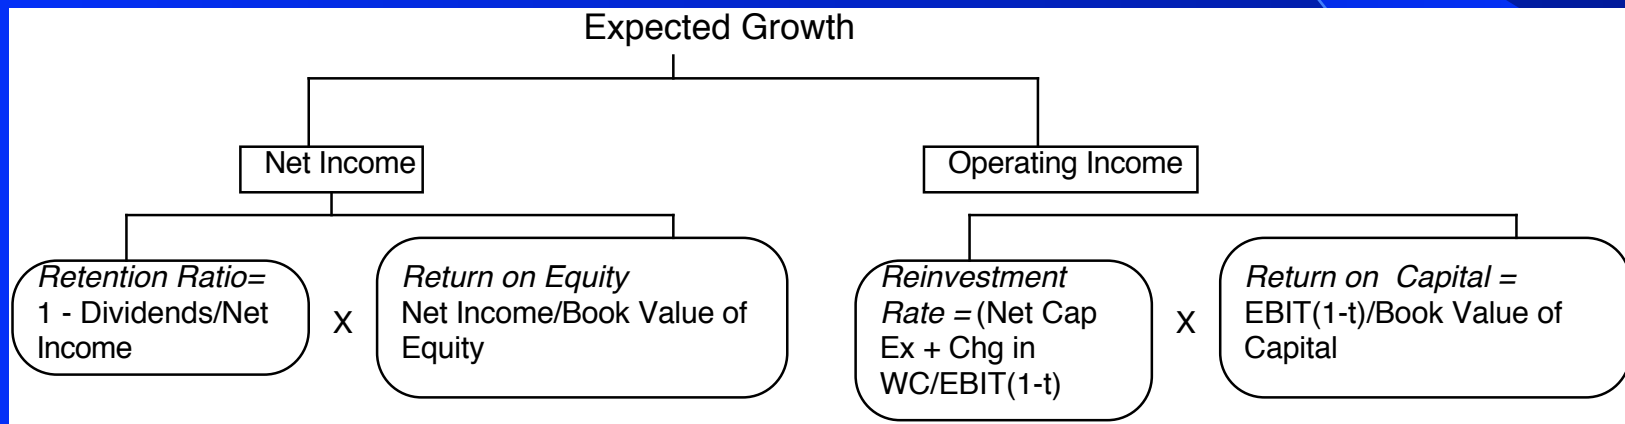 Expected Growth
Net Income
Operating Income
Retention Ratio=
1 - Dividends/Net
Income
X
Return on Equity
Net Income/Book Value of
Equity
Reinvestment
Rate = (Net Cap
Ex + Chg in
WC/EBIT(1-t)
X
Return on Capital =
EBIT(1-t)/Book Value of
Capital